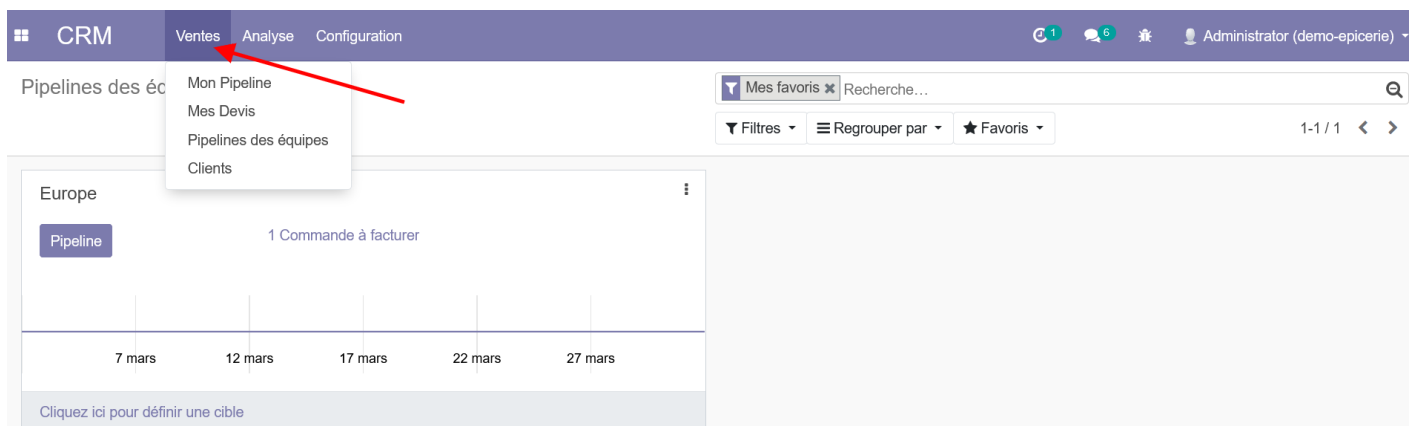 CRM Ventes Analyse Configuration 1 6 Administrator (demo-epicerie)
Pipelines des éq
Mon Pipeline
Mes Devis
Pipelines des équipes
Clients
Mes favoris Recherche...
Filtres Regrouper par Favoris 1-1 / 1
Europe
Pipeline 1 Commande à facturer
7 mars 12 mars 17 mars 22 mars 27 mars
Cliquez ici pour définir une cible